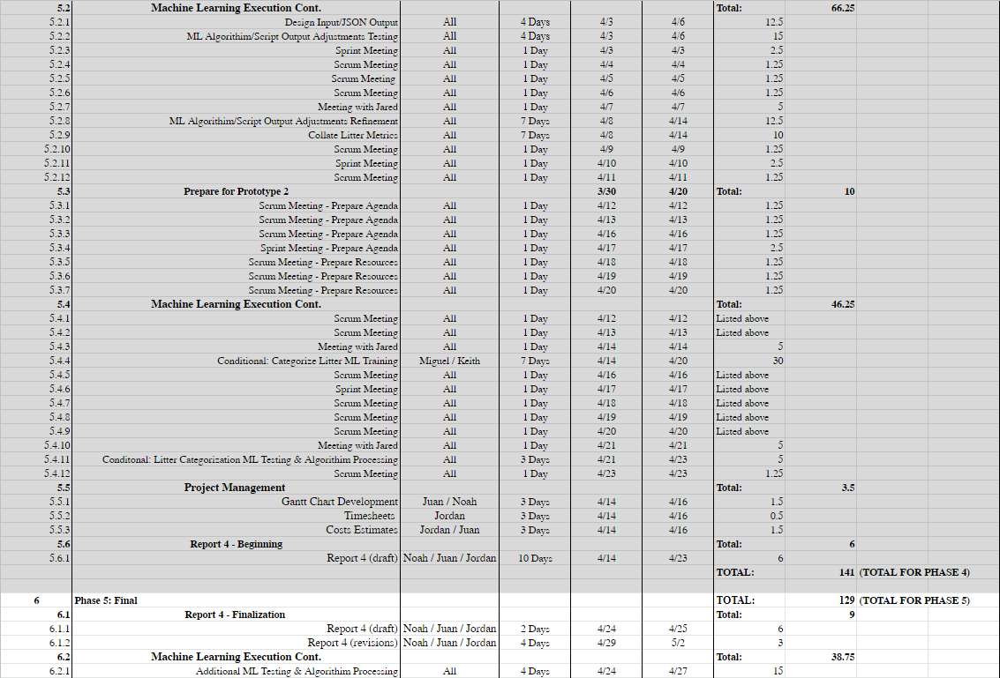 5.2 Machine Learning Execution Cont. Total: 66.25
5.2.1 Design Input/JSON Output All 4 Days 4/3 4/6 12.5
5.2.2 ML Algorithim/Script Output Adjustments Testing All 4 Days 4/3 4/6 15
5.2.3 Sprint Meeting All 1 Day 4/3 4/3 2.5
5.2.4 Scrum Meeting All 1 Day 4/4 4/4 1.25
5.2.5 Scrum Meeting All 1 Day 4/5 4/5 1.25
5.2.6 Scrum Meeting All 1 Day 4/6 4/6 1.25
5.2.7 Meeting with Jared All 1 Day 4/7 4/7 5
5.2.8 ML Algorithim/Script Output Adjustments Refinement All 7 Days 4/8 4/14 12.5
5.2.9 Collate Litter Metrics All 7 Days 4/8 4/14 10
5.2.10 Scrum Meeting All 1 Day 4/9 4/9 1.25
5.2.11 Sprint Meeting All 1 Day 4/10 4/10 2.5
5.2.12 Scrum Meeting All 1 Day 4/11 4/11 1.25
5.3 Prepare for Prototype 2 3/30 4/20 Total: 10
5.3.1 Scrum Meeting - Prepare Agenda All 1 Day 4/12 4/12 1.25
5.3.2 Scrum Meeting - Prepare Agenda All 1 Day 4/13 4/13 1.25
5.3.3 Scrum Meeting - Prepare Agenda All 1 Day 4/16 4/16 1.25
5.3.4 Sprint Meeting - Prepare Agenda All 1 Day 4/17 4/17 2.5
5.3.5 Scrum Meeting - Prepare Resources All 1 Day 4/18 4/18 1.25
5.3.6 Scrum Meeting - Prepare Resources All 1 Day 4/19 4/19 1.25
5.3.7 Scrum Meeting - Prepare Resources All 1 Day 4/20 4/20 1.25
5.4 Machine Learning Execution Cont. Total: 46.25
5.4.1 Scrum Meeting All 1 Day 4/12 4/12 Listed above
5.4.2 Scrum Meeting All 1 Day 4/13 4/13 Listed above
5.4.3 Meeting with Jared All 1 Day 4/14 4/14 5
5.4.4 Conditional: Categorize Litter ML Training Miguel / Keith 7 Days 4/14 4/20 30
5.4.5 Scrum Meeting All 1 Day 4/16 4/16 Listed above
5.4.6 Sprint Meeting All 1 Day 4/17 4/17 Listed above
5.4.7 Scrum Meeting All 1 Day 4/18 4/18 Listed above
5.4.8 Scrum Meeting All 1 Day 4/19 4/19 Listed above
5.4.9 Scrum Meeting All 1 Day 4/20 4/20 Listed above
5.4.10 Meeting with Jared All 1 Day 4/21 4/21 5
5.4.11 Conditonal: Litter Categorization ML Testing & Algorithim Processing All 3 Days 4/21 4/23 5
5.4.12 Scrum Meeting All 1 Day 4/23 4/23 1.25
5.5 Project Management Total: 3.5
5.5.1 Gantt Chart Development Juan / Noah 3 Days 4/14 4/16 1.5
5.5.2 Timesheets Jordan 3 Days 4/14 4/16 0.5
5.5.3 Costs Estimates Jordan / Juan 3 Days 4/14 4/16 1.5
5.6 Report 4 - Beginning Total: 6
5.6.1 Report 4 (draft) Noah / Juan / Jordan 10 Days 4/14 4/23 6
TOTAL: 141 (TOTAL FOR PHASE 4)
6 Phase 5: Final TOTAL: 129 (TOTAL FOR PHASE 5)
6.1 Report 4 - Finalization Total: 9
6.1.1 Report 4 (draft) Noah / Juan / Jordan 2 Days 4/24 4/25 6
6.1.2 Report 4 (revisions) Noah / Juan / Jordan 4 Days 4/29 5/2 3
6.2 Machine Learning Execution Cont. Total: 38.75
6.2.1 Additional ML Testing & Algorithim Processing All 4 Days 4/24 4/27 15